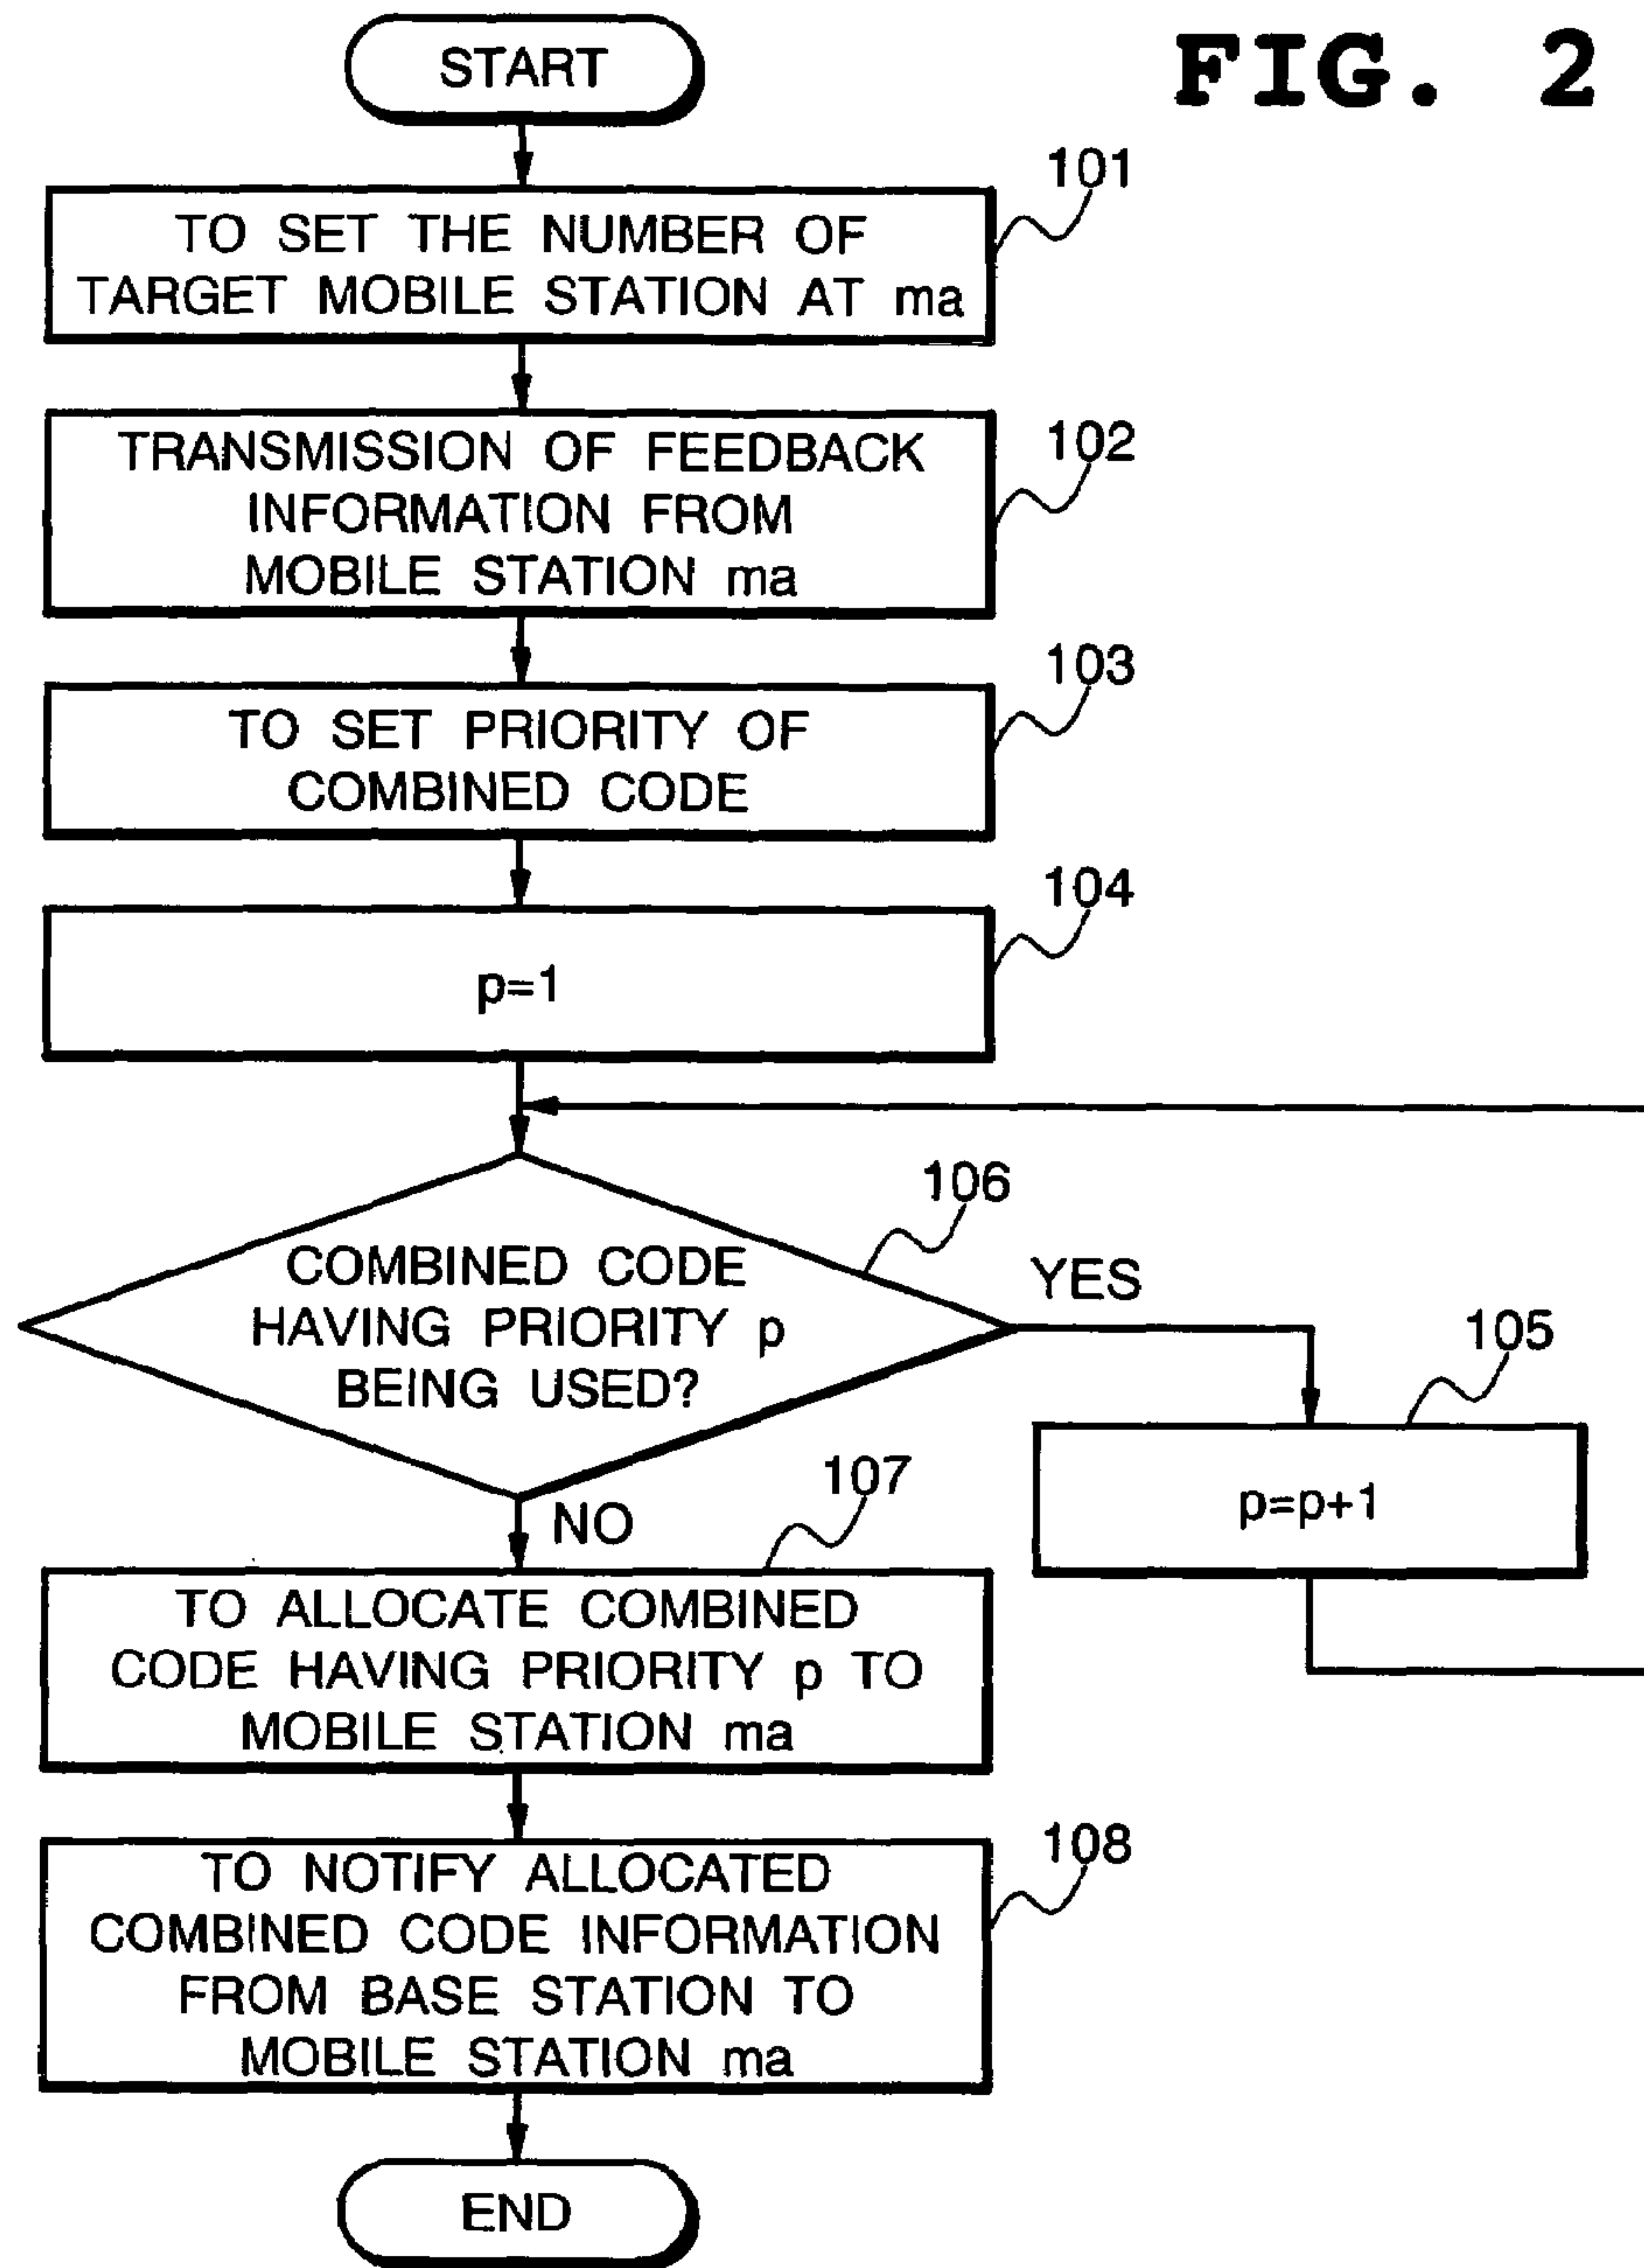 FIG. 2
START
101
TO SET THE NUMBER OF
TARGET MOBILE STATION AT ma
102
TRANSMISSION OF FEEDBACK
INFORMATION FROM
MOBILE STATION ma
103
TO SET PRIORITY OF
COMBINED CODE
104
p=1
106
COMBINED CODE
HAVING PRIORITY p
BEING USED?
YES
105
p=p+1
NO
107
TO ALLOCATE COMBINED
CODE HAVING PRIORITY p TO
MOBILE STATION ma
108
TO NOTIFY ALLOCATED
COMBINED CODE INFORMATION
FROM BASE STATION TO
MOBILE STATION ma
END